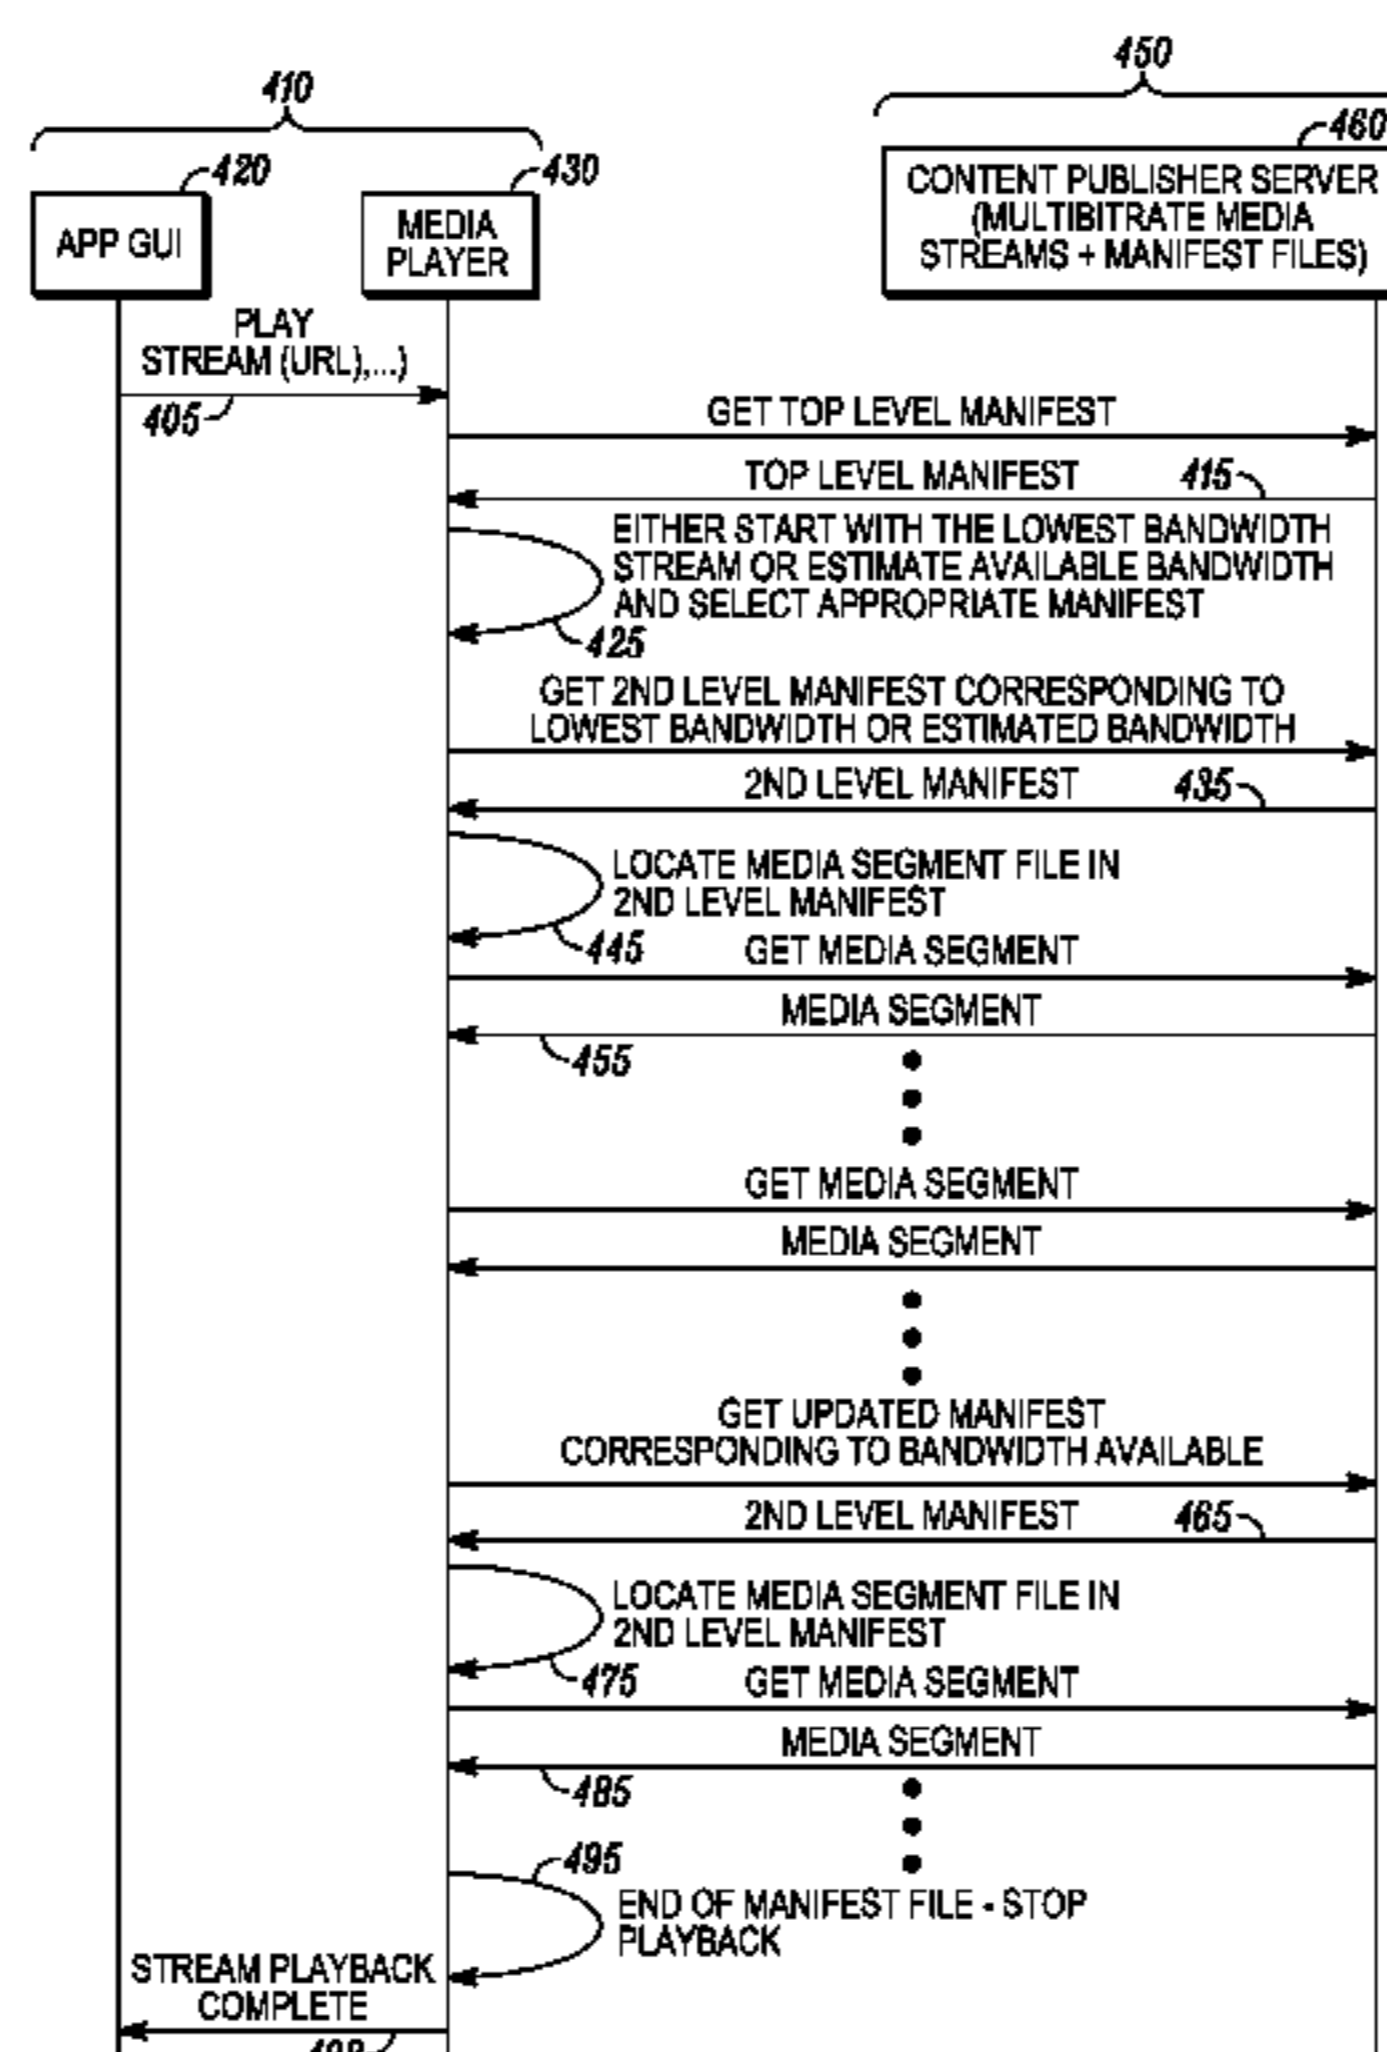 450
410
460
420
430
CONTENT PUBLISHER SERVER
(MULTIBITRATE MEDIA
STREAMS + MANIFEST FILES)
APP GUI
MEDIA
PLAYER
PLAY
STREAM (URL),...)
405
GET TOP LEVEL MANIFEST
TOP LEVEL MANIFEST
415
EITHER START WITH THE LOWEST BANDWIDTH
STREAM OR ESTIMATE AVAILABLE BANDWIDTH
AND SELECT APPROPRIATE MANIFEST
425
GET 2ND LEVEL MANIFEST CORRESPONDING TO
LOWEST BANDWIDTH OR ESTIMATED BANDWIDTH
2ND LEVEL MANIFEST
435
LOCATE MEDIA SEGMENT FILE IN
2ND LEVEL MANIFEST
445
GET MEDIA SEGMENT
MEDIA SEGMENT
455
GET MEDIA SEGMENT
MEDIA SEGMENT
GET UPDATED MANIFEST
CORRESPONDING TO BANDWIDTH AVAILABLE
2ND LEVEL MANIFEST
465
LOCATE MEDIA SEGMENT FILE IN
2ND LEVEL MANIFEST
475
GET MEDIA SEGMENT
MEDIA SEGMENT
485
495
END OF MANIFEST FILE - STOP
PLAYBACK
STREAM PLAYBACK
COMPLETE